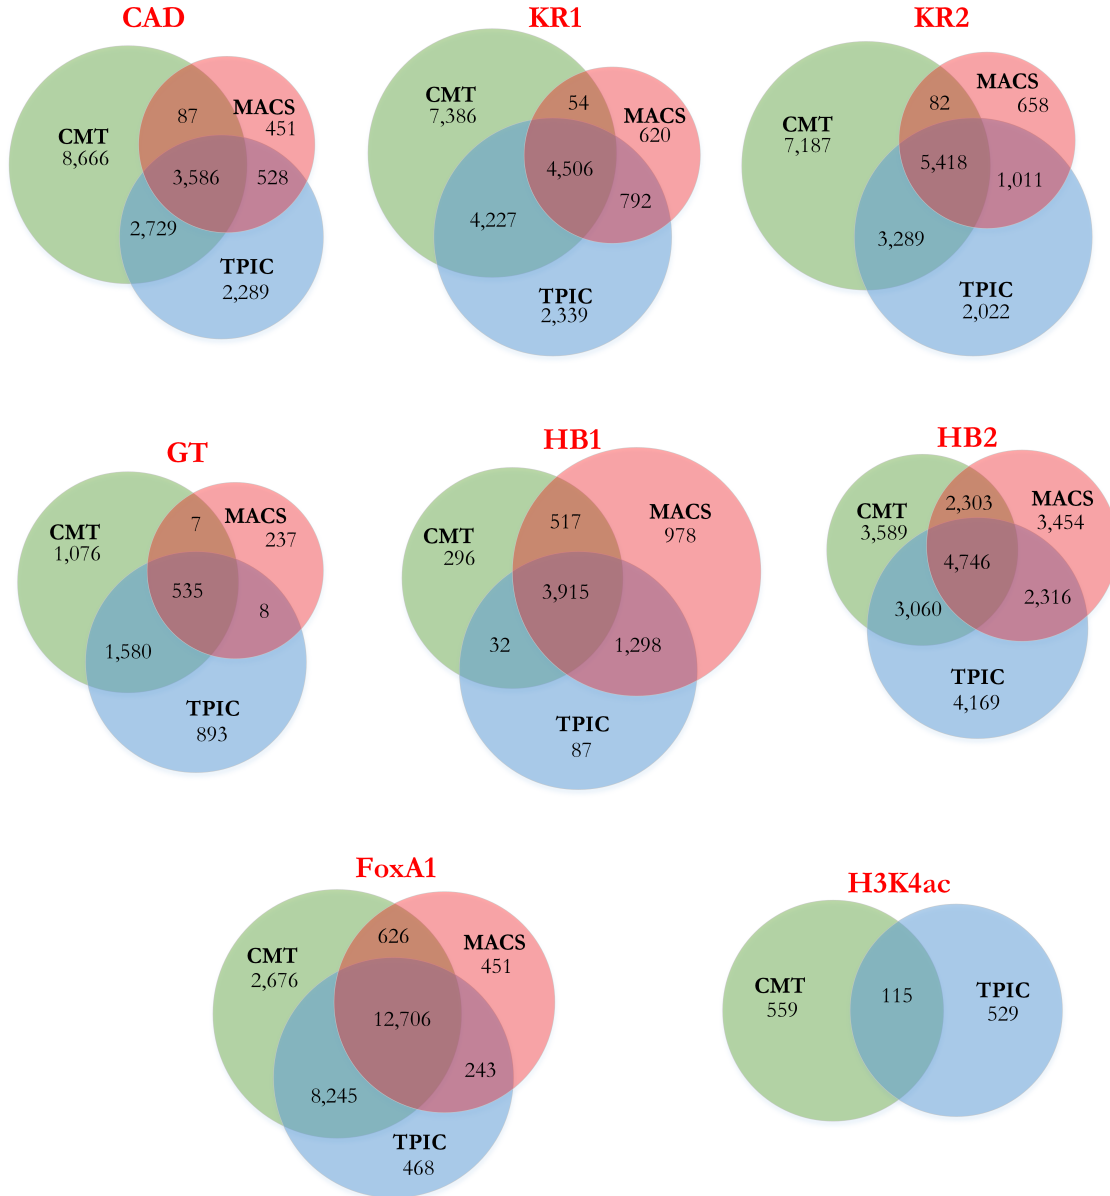 CAD
CMT
8,666
87
MACS
451
3,586
528
2,729
TPIC
2,289
KR1
CMT
7,386
54
MACS
620
4,506
792
4,227
TPIC
2,339
KR2
CMT
7,187
82
MACS
658
5,418
1,011
3,289
TPIC
2,022
GT
CMT
1,076
7
MACS
237
535
8
1,580
TPIC
893
HB1
CMT
296
517
MACS
978
3,915
32
1,298
TPIC
87
HB2
CMT
3,589
2,303
MACS
3,454
4,746
3,060
2,316
TPIC
4,169
FoxA1
CMT
2,676
626
MACS
451
12,706
243
8,245
TPIC
468
H3K4ac
CMT
559
115
TPIC
529